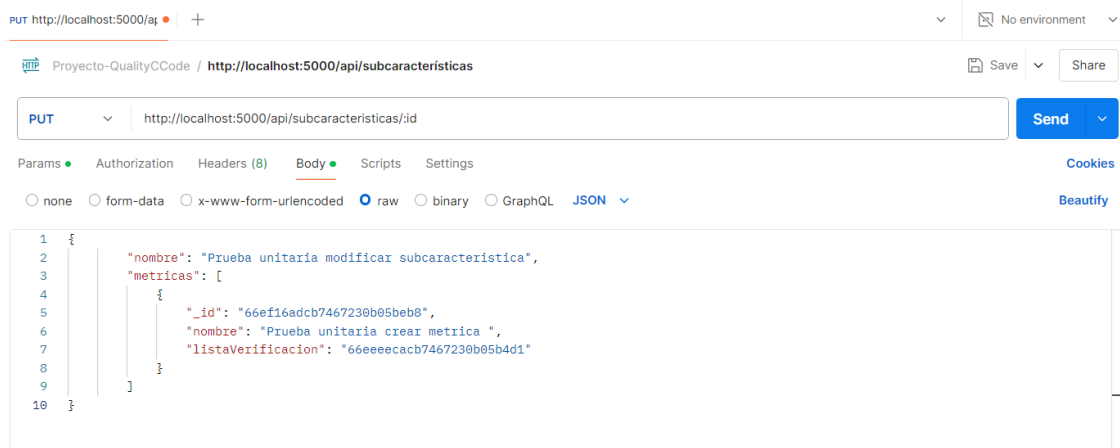 PUT http://localhost:5000/ap No environment
HTTP Proyecto-QualityCCode / http://localhost:5000/api/subcaracterísticas Save Share
PUT http://localhost:5000/api/subcaracteristicas/:id Send
Params Authorization Headers (8) Body Scripts Settings Cookies
none form-data x-www-form-urlencoded raw binary GraphQL JSON Beautify
1 {
2 "nombre": "Prueba unitaria modificar subcaracteristica",
3 "metricas": [
4 {
5 "_id": "66ef16adcb7467230b05beb8",
6 "nombre": "Prueba unitaria crear metrica ",
7 "listaVerificacion": "66eeeecacb7467230b05b4d1"
8 }
9 ]
10 }